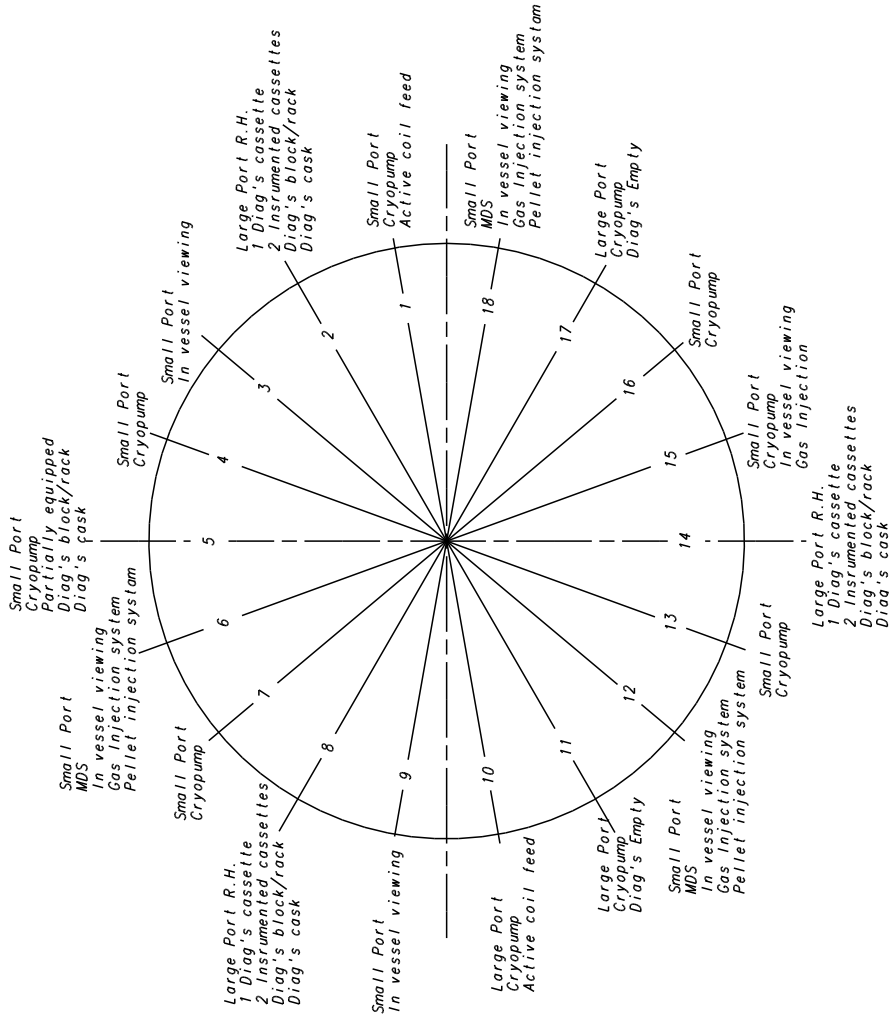 Small Port
Cryopump
Active coil feed
1
Large Port R.H.
1 Diag's cassette
2 Insrumented cassettes
Diag's block/rack
Diag's cask
2
Small Port
In vessel viewing
3
Small Port
Cryopump
4
Small Port
Cryopump
Partially equipped
Diag's block/rack
Diag's cask
5
Small Port
MDS
In vessel viewing
Gas Injection system
Pellet injection systam
6
Small Port
Cryopump
7
Large Port R.H.
1 Diag's cassette
2 Insrumented cassettes
Diag's block/rack
Diag's cask
8
Small Port
In vessel viewing
9
Large Port
Cryopump
Active coil feed
10
Large Port
Cryopump
Diag's Empty
11
Small Port
MDS
In vessel viewing
Gas Injection system
Pellet injection system
12
Small Port
Cryopump
13
Large Port R.H.
1 Diag's cassette
2 Insrumented cassettes
Diag's block/rack
Diag's cask
14
Small Port
Cryopump
In vessel viewing
Gas Injection
15
Small Port
Cryopump
16
Large Port
Cryopump
Diag's Empty
17
Small Port
MDS
In vessel viewing
Gas Injection system
Pellet injection systam
18